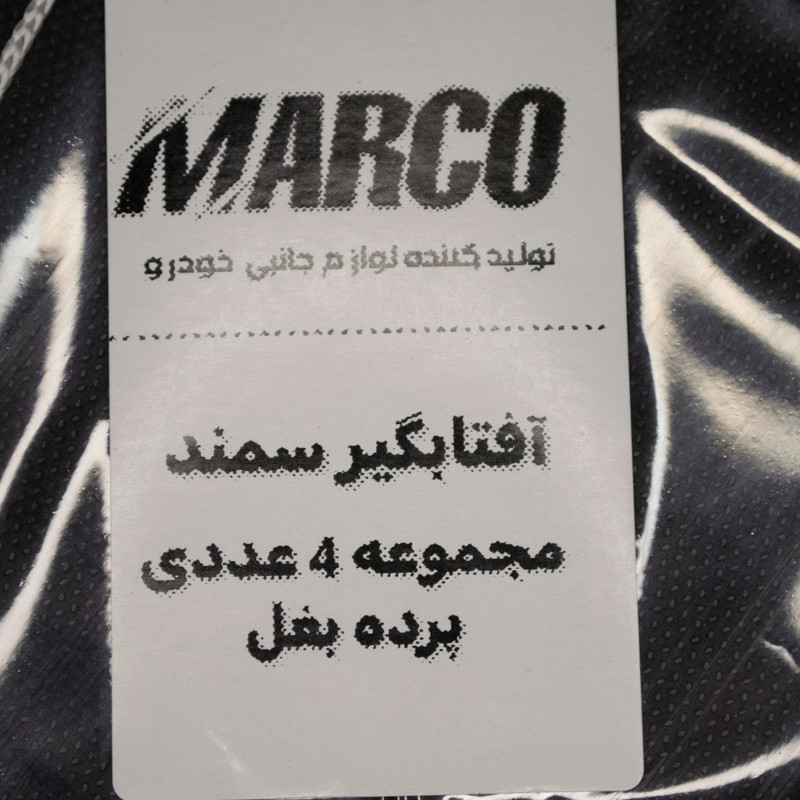 MARCO
تولید کننده لوازم جانبی خودرو
آفتابگیر سمند
مجموعه 4 عددی
پرده بغل